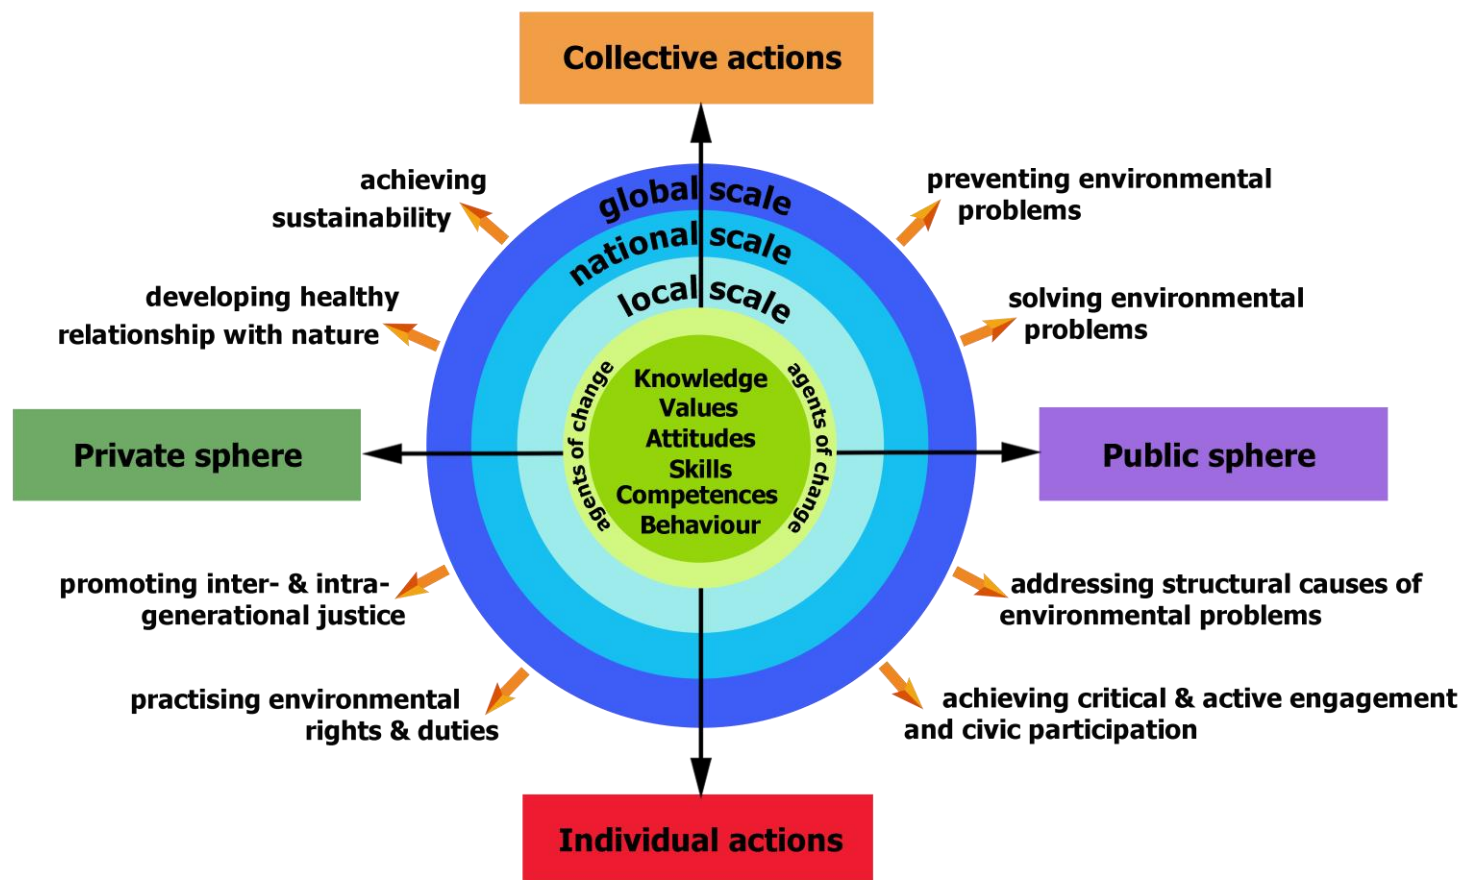 Collective actions
achieving
sustainability
preventing environmental
problems
global scale
national scale
local scale
developing healthy
relationship with nature
solving environmental
problems
agents of change
Knowledge
Values
Attitudes
Skills
Competences
Behaviour
agents of change
Private sphere
Public sphere
promoting inter- & intra-
generational justice
addressing structural causes of
environmental problems
practising environmental
rights & duties
achieving critical & active engagement
and civic participation
Individual actions